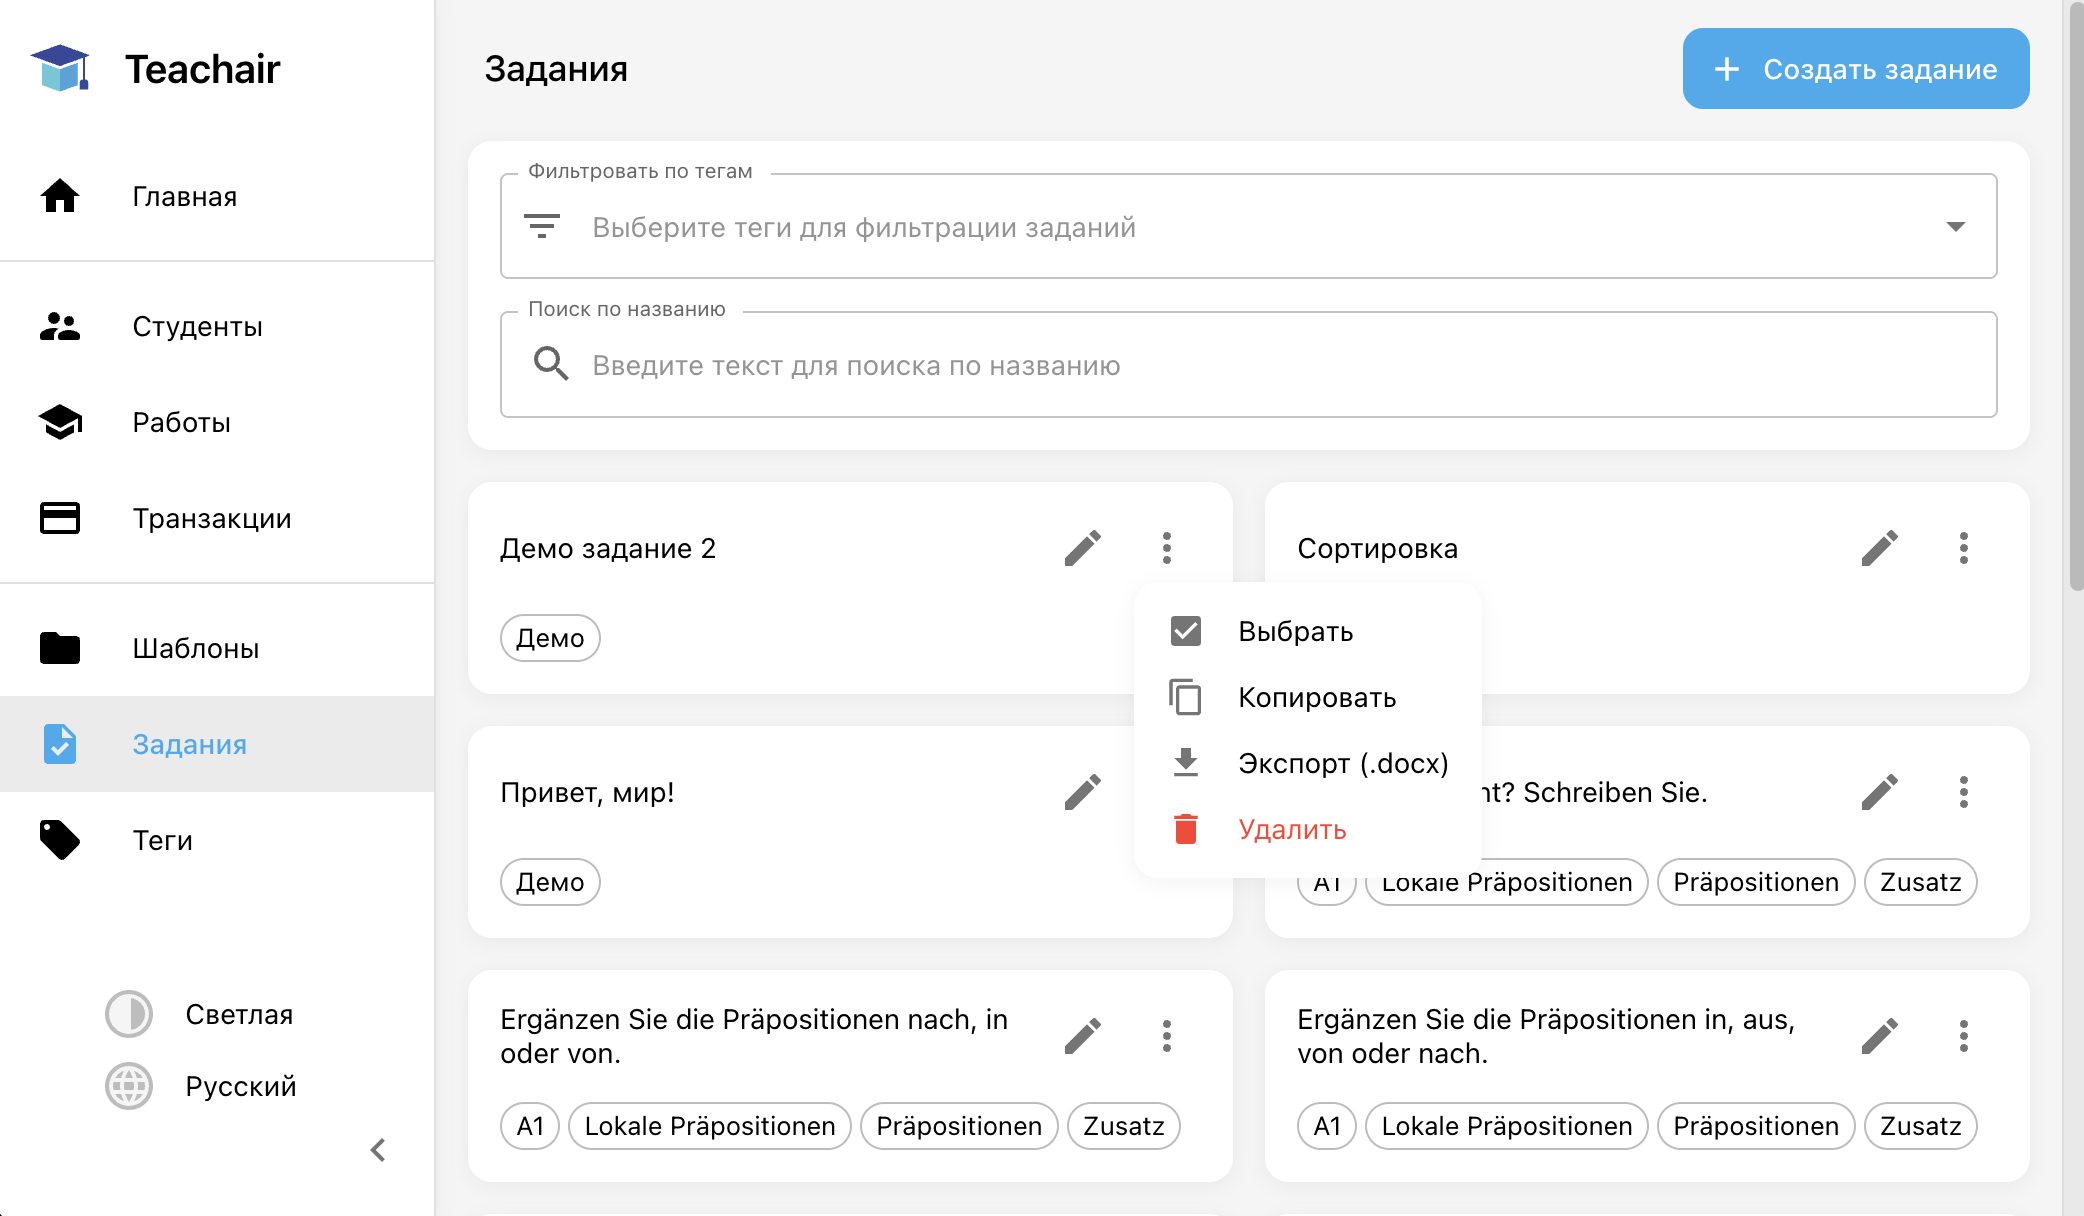 Teachair
Главная
Студенты
Работы
Транзакции
Шаблоны
Задания
Теги
Светлая
Русский
Задания
Создать задание
Фильтровать по тегам
Выберите теги для фильтрации заданий
Поиск по названию
Введите текст для поиска по названию
Демо задание 2
Демо
Сортировка
Выбрать
Копировать
Экспорт (.docx)
Удалить
Привет, мир!
Демо
? Schreiben Sie.
A1 Lokale Präpositionen Präpositionen Zusatz
Ergänzen Sie die Präpositionen nach, in
oder von.
A1 Lokale Präpositionen Präpositionen Zusatz
Ergänzen Sie die Präpositionen in, aus,
von oder nach.
A1 Lokale Präpositionen Präpositionen Zusatz